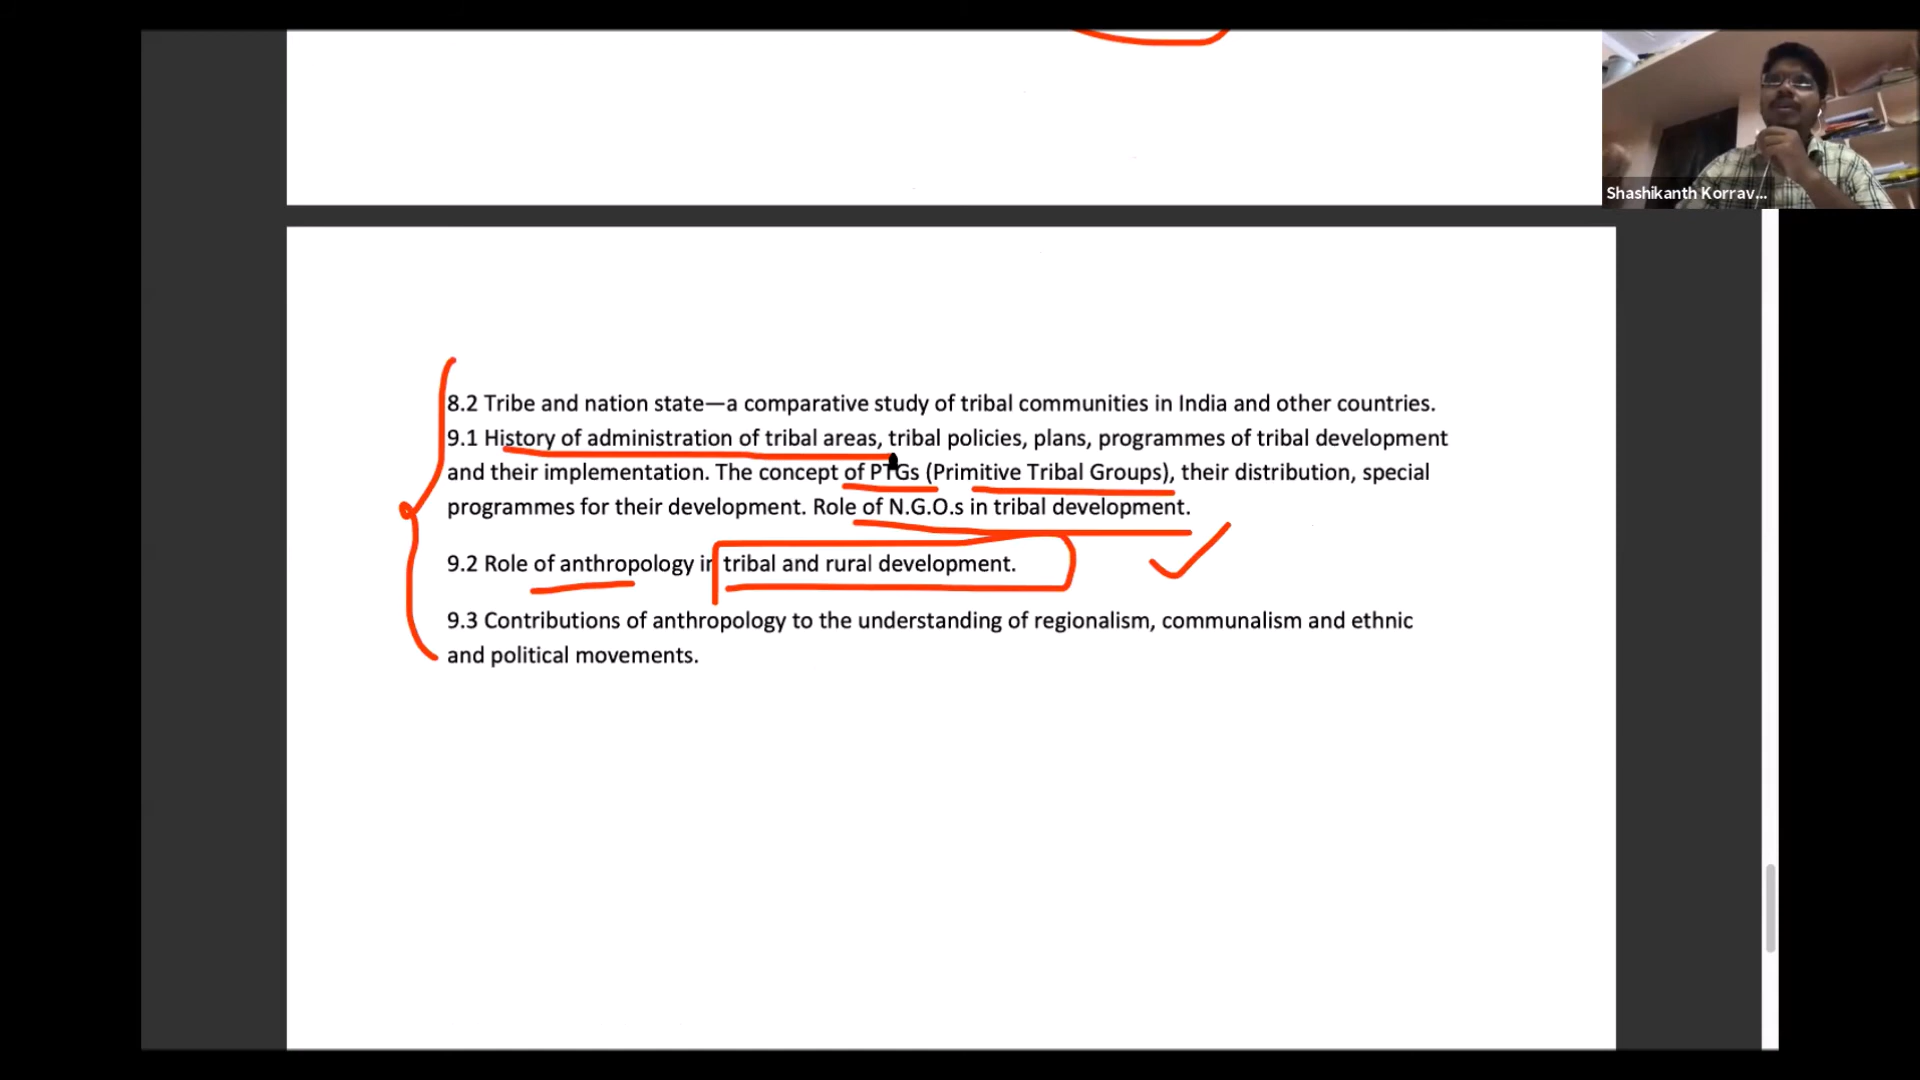 Shashikanth Korrav...
8.2 Tribe and nation state—a comparative study of tribal communities in India and other countries.
9.1 History of administration of tribal areas, tribal policies, plans, programmes of tribal development
and their implementation. The concept of PTGs (Primitive Tribal Groups), their distribution, special
programmes for their development. Role of N.G.O.s in tribal development.
9.2 Role of anthropology in tribal and rural development.
9.3 Contributions of anthropology to the understanding of regionalism, communalism and ethnic
and political movements.